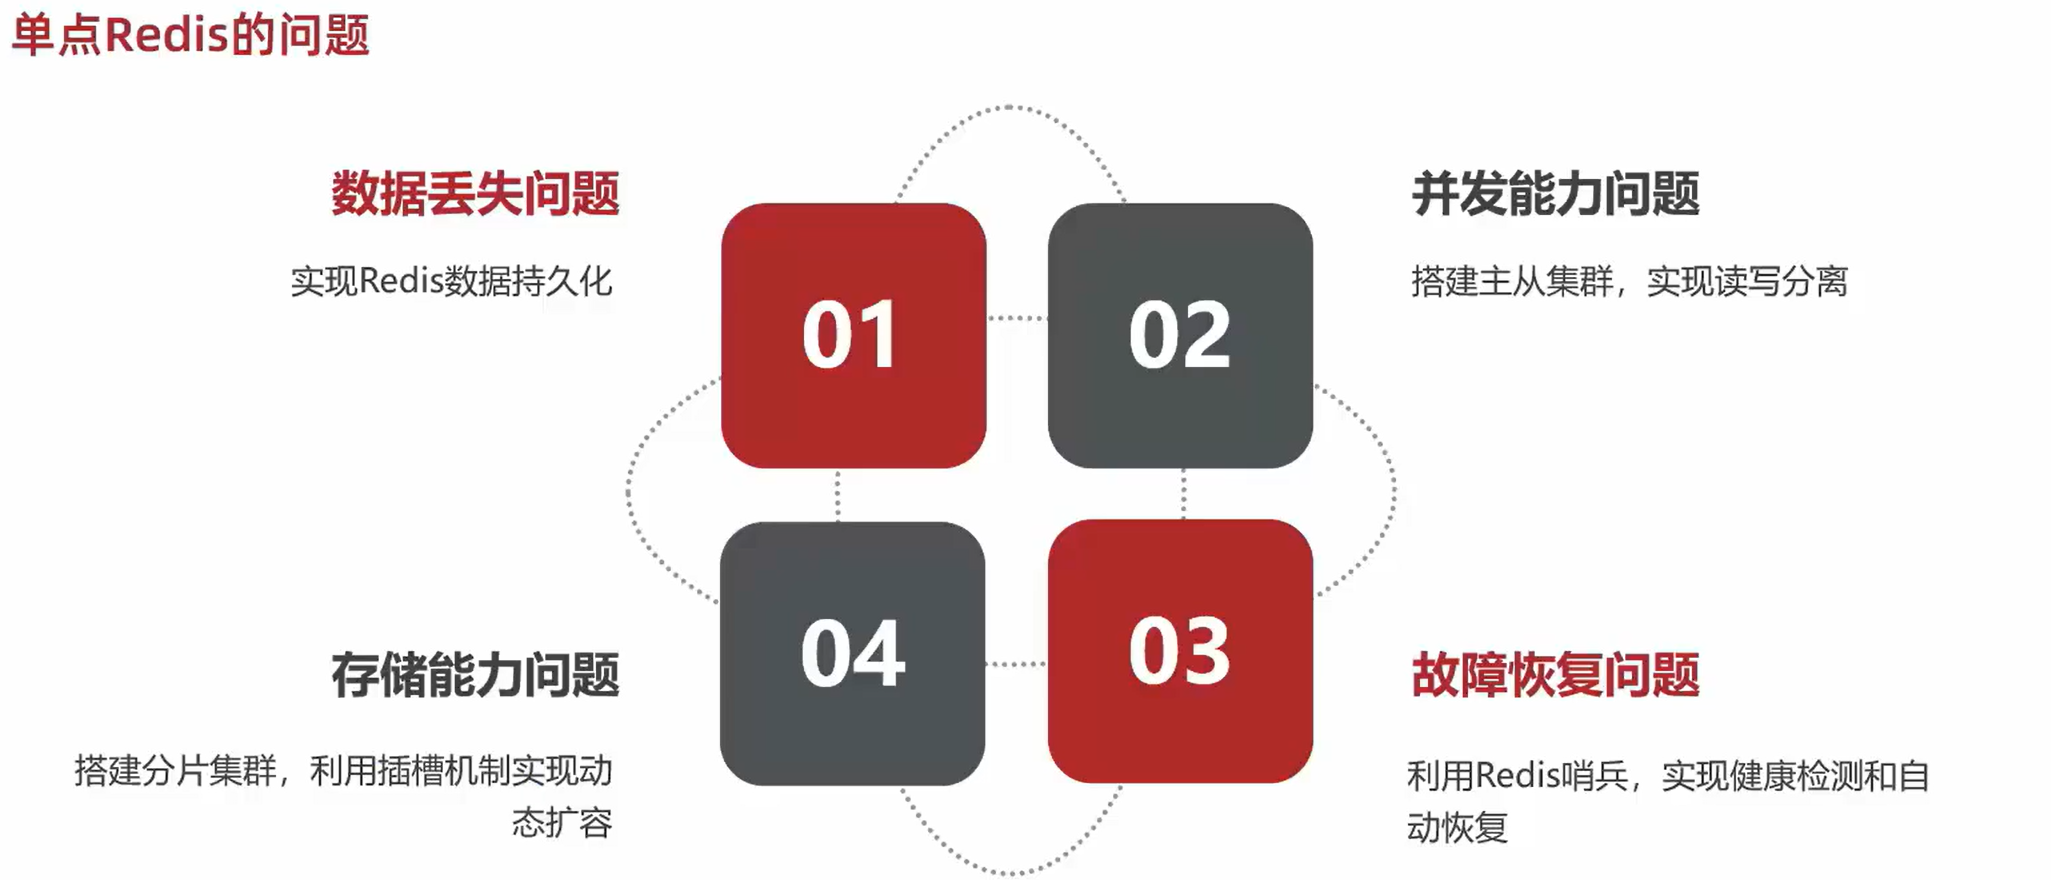 单点Redis的问题
数据丢失问题
实现Redis数据持久化
01
02
并发能力问题
搭建主从集群，实现读写分离
存储能力问题
搭建分片集群，利用插槽机制实现动
态扩容
04
03
故障恢复问题
利用Redis哨兵，实现健康检测和自
动恢复